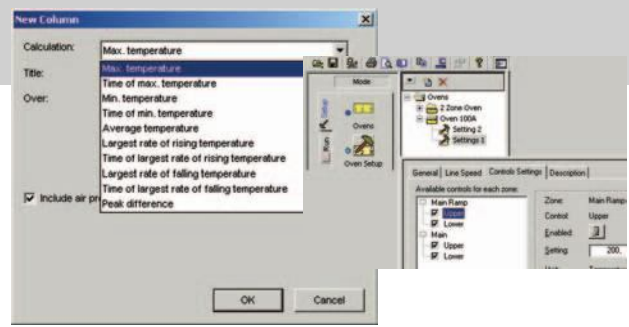 New Column
Calculation:
Max. temperature
Title:
Over:
Max. temperature
Time of max. temperature
Min. temperature
Time of min. temperature
Average temperature
Largest rate of rising temperature
Time of largest rate of rising temperature
Largest rate of falling temperature
Time of largest rate of falling temperature
Peak difference
Include air pr
OK
Cancel
Mode
Setup
Run
Ovens
Oven Setup
Ovens
2 Zone Oven
Oven 100A
Setting 2
Settings 1
General
Line Speed
Controls Settings
Description
Available controls for each zone:
Main Ramp
Upper
Lower
Main
Upper
Lower
Zone: Main Ramp
Control: Upper
Enabled:
Setting: 200,